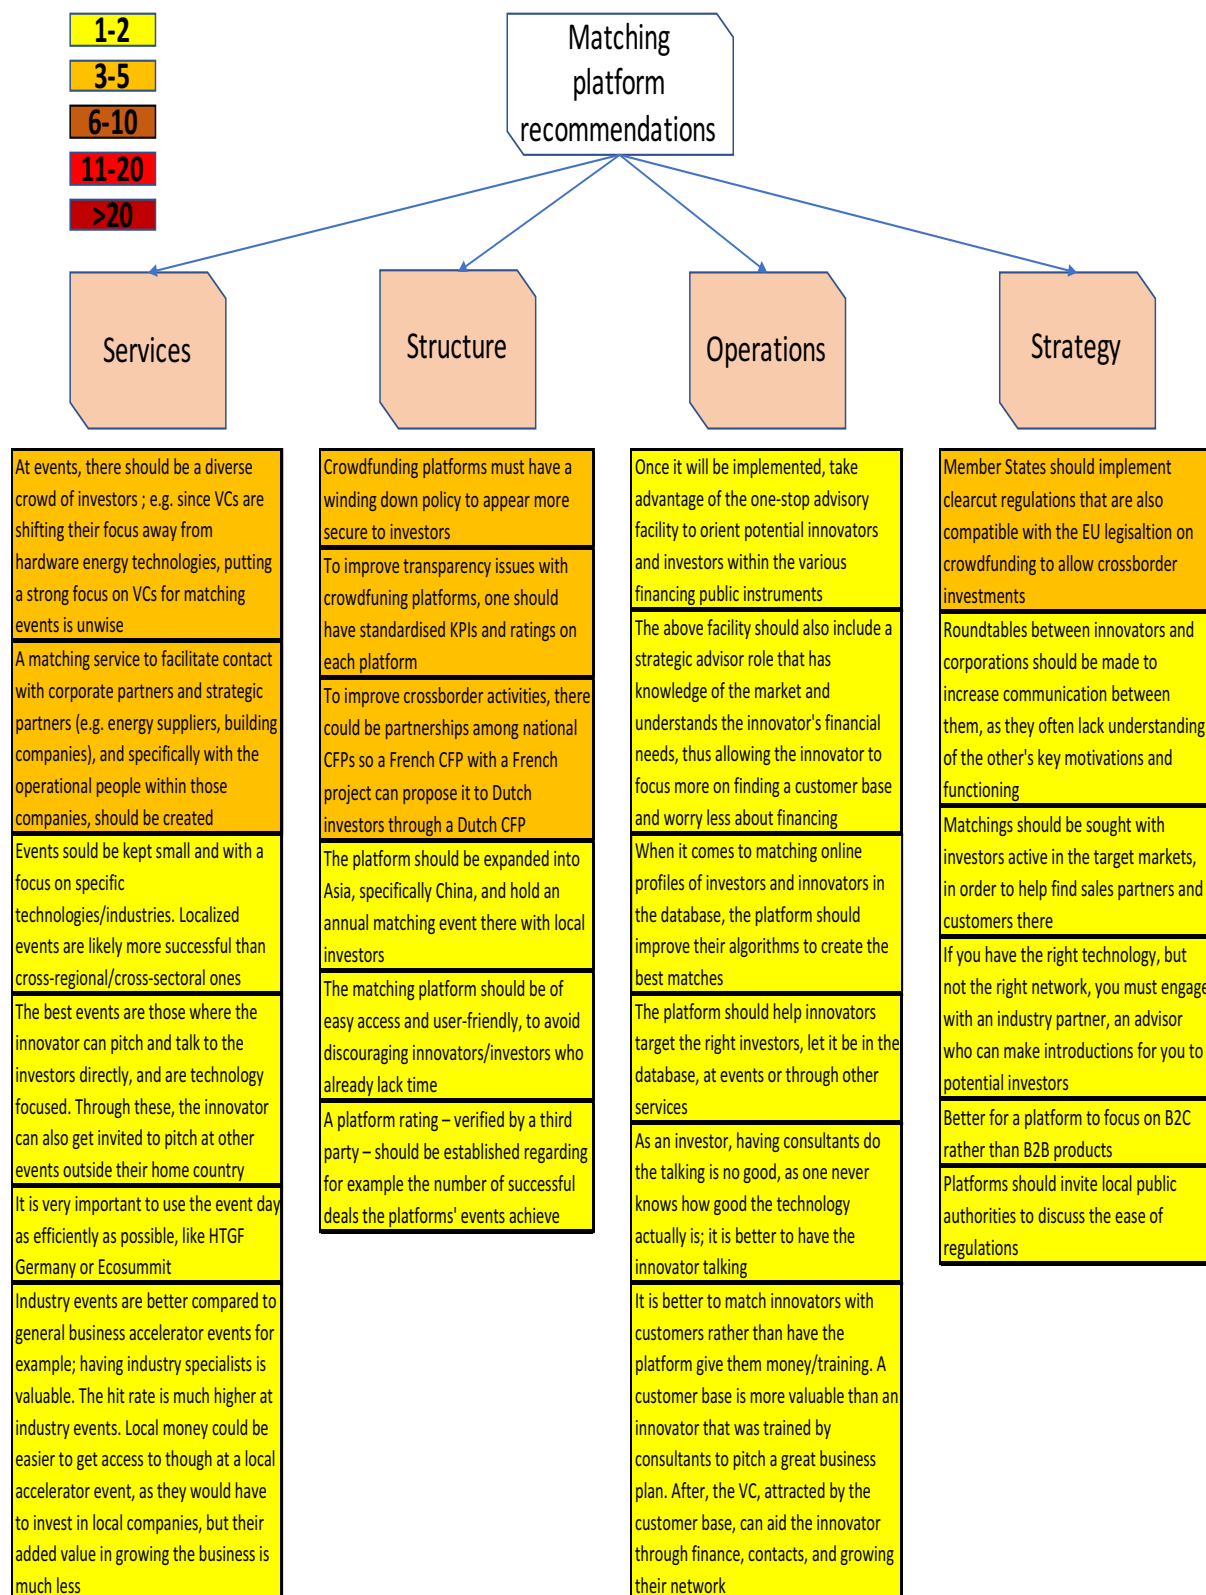 1-2
3-5
6-10
11-20
>20
Matching
platform
recommendations
Services
Structure
Operations
Strategy
At events, there should be a diverse
crowd of investors ; e.g. since VCs are
shifting their focus away from
hardware energy technologies, putting
a strong focus on VCs for matching
events is unwise
A matching service to facilitate contact
with corporate partners and strategic
partners (e.g. energy suppliers, building
companies), and specifically with the
operational people within those
companies, should be created
Events sould be kept small and with a
focus on specific
technologies/industries. Localized
events are likely more successful than
cross-regional/cross-sectoral ones
The best events are those where the
innovator can pitch and talk to the
investors directly, and are technology
focused. Through these, the innovator
can also get invited to pitch at other
events outside their home country
It is very important to use the event day
as efficiently as possible, like HTGF
Germany or Ecosummit
Industry events are better compared to
general business accelerator events for
example; having industry specialists is
valuable. The hit rate is much higher at
industry events. Local money could be
easier to get access to though at a local
accelerator event, as they would have
to invest in local companies, but their
added value in growing the business is
much less
Crowdfunding platforms must have a
winding down policy to appear more
secure to investors
To improve transparency issues with
crowdfuning platforms, one should
have standardised KPIs and ratings on
each platform
To improve crossborder activities, there
could be partnerships among national
CFPs so a French CFP with a French
project can propose it to Dutch
investors through a Dutch CFP
The platform should be expanded into
Asia, specifically China, and hold an
annual matching event there with local
investors
The matching platform should be of
easy access and user-friendly, to avoid
discouraging innovators/investors who
already lack time
A platform rating – verified by a third
party – should be established regarding
for example the number of successful
deals the platforms' events achieve
Once it will be implemented, take
advantage of the one-stop advisory
facility to orient potential innovators
and investors within the various
financing public instruments
The above facility should also include a
strategic advisor role that has
knowledge of the market and
understands the innovator's financial
needs, thus allowing the innovator to
focus more on finding a customer base
and worry less about financing
When it comes to matching online
profiles of investors and innovators in
the database, the platform should
improve their algorithms to create the
best matches
The platform should help innovators
target the right investors, let it be in the
database, at events or through other
services
As an investor, having consultants do
the talking is no good, as one never
knows how good the technology
actually is; it is better to have the
innovator talking
It is better to match innovators with
customers rather than have the
platform give them money/training. A
customer base is more valuable than an
innovator that was trained by
consultants to pitch a great business
plan. After, the VC, attracted by the
customer base, can aid the innovator
through finance, contacts, and growing
their network
Member States should implement
clearcut regulations that are also
compatible with the EU legisaltion on
crowdfunding to allow crossborder
investments
Roundtables between innovators and
corporations should be made to
increase communication between
them, as they often lack understanding
of the other's key motivations and
functioning
Matchings should be sought with
investors active in the target markets,
in order to help find sales partners and
customers there
If you have the right technology, but
not the right network, you must engage
with an industry partner, an advisor
who can make introductions for you to
potential investors
Better for a platform to focus on B2C
rather than B2B products
Platforms should invite local public
authorities to discuss the ease of
regulations